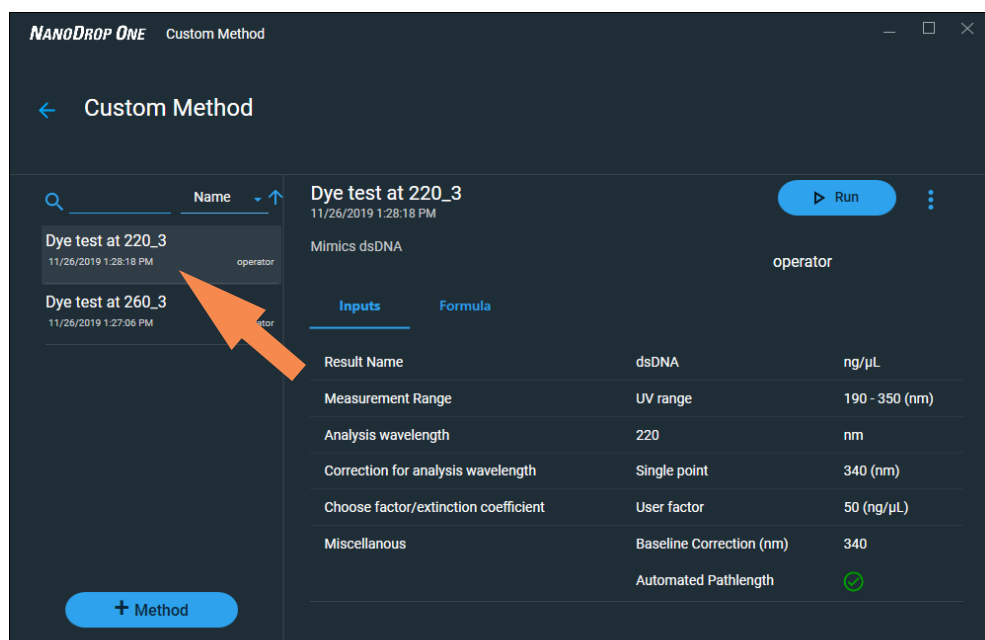 NANODROP ONE Custom Method
Custom Method
Name
Dye test at 220_3
11/26/2019 1:28:18 PM operator
Dye test at 260_3
11/26/2019 1:27:06 PM
+ Method
Dye test at 220_3
11/26/2019 1:28:18 PM
Run
Mimics dsDNA
operator
Inputs Formula
Result Name dsDNA ng/µL
Measurement Range UV range 190 - 350 (nm)
Analysis wavelength 220 nm
Correction for analysis wavelength Single point 340 (nm)
Choose factor/extinction coefficient User factor 50 (ng/µL)
Miscellanous Baseline Correction (nm) 340
Automated Pathlength